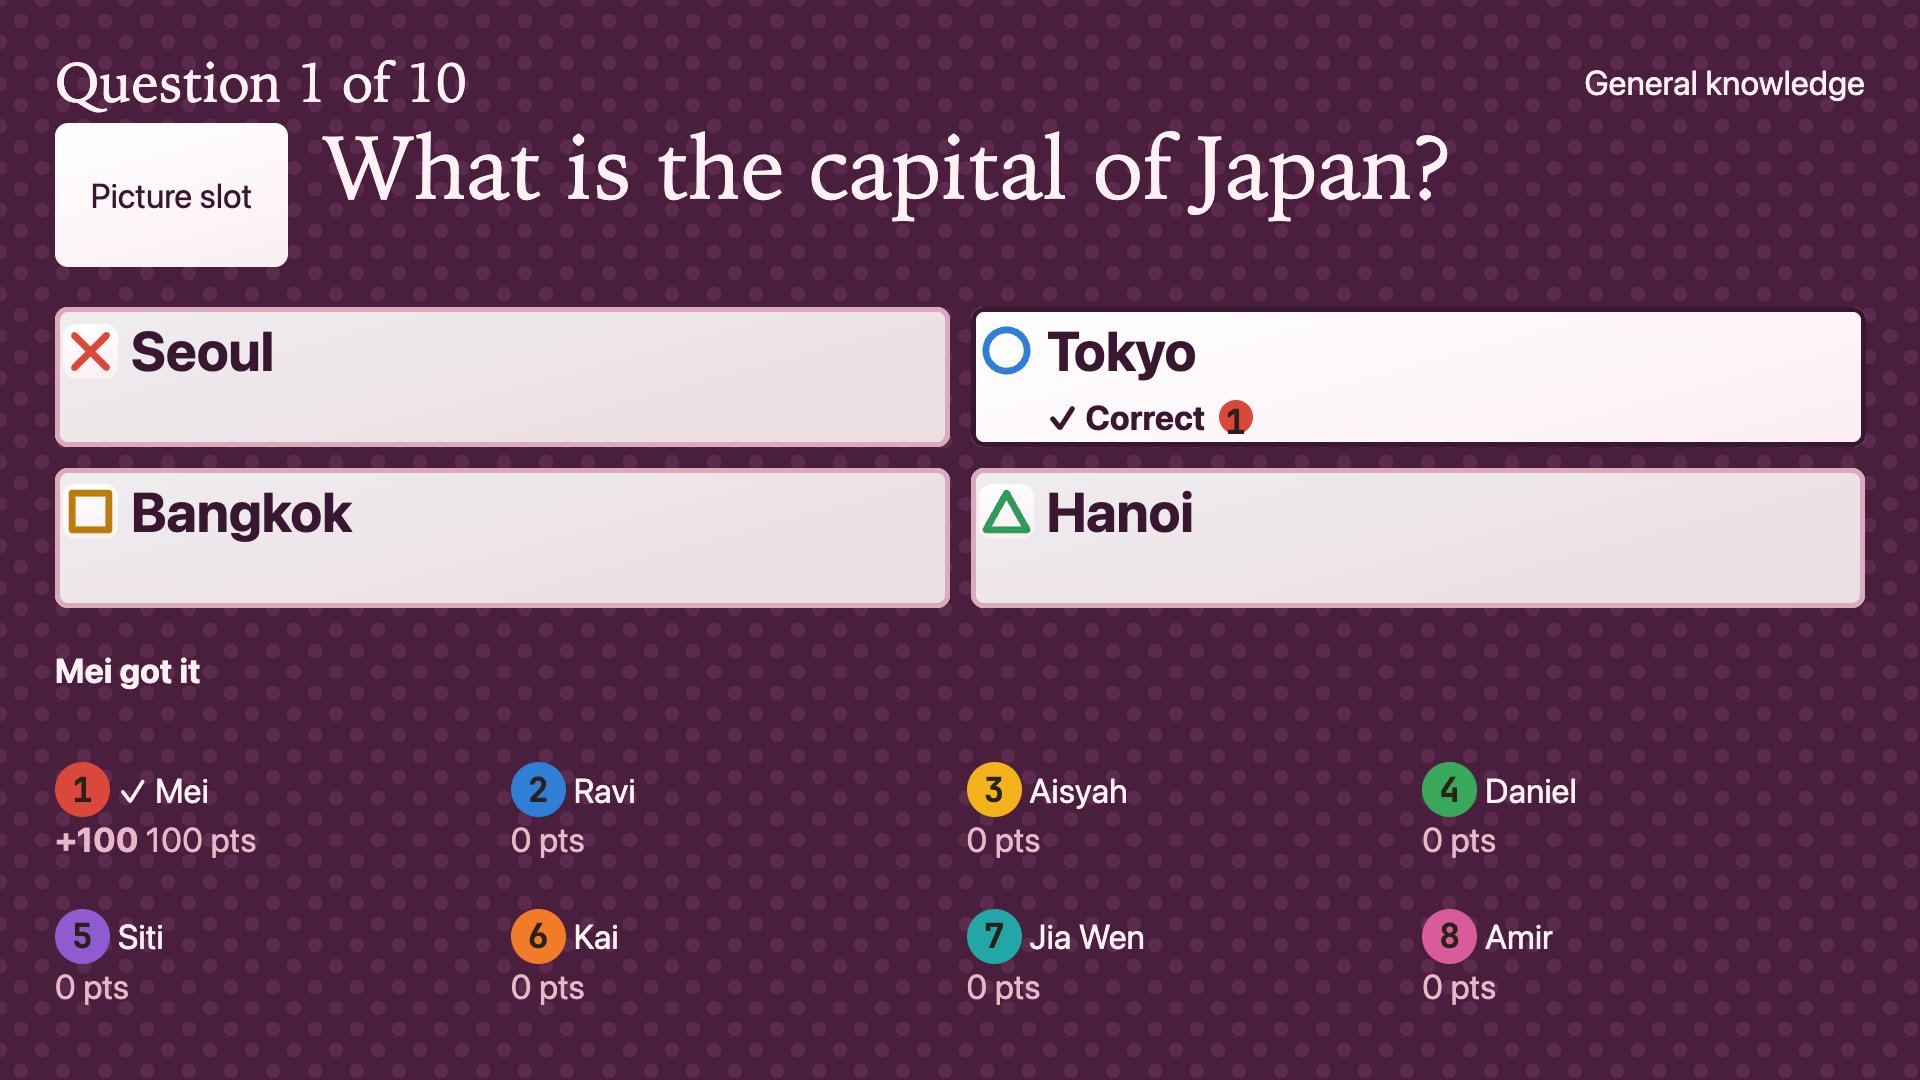 Question 1 of 10
General knowledge
Picture slot
What is the capital of Japan?
Seoul
Tokyo
✓ Correct 1
Bangkok
Hanoi
Mei got it
1 ✓ Mei
+100 100 pts
2 Ravi
0 pts
3 Aisyah
0 pts
4 Daniel
0 pts
5 Siti
0 pts
6 Kai
0 pts
7 Jia Wen
0 pts
8 Amir
0 pts